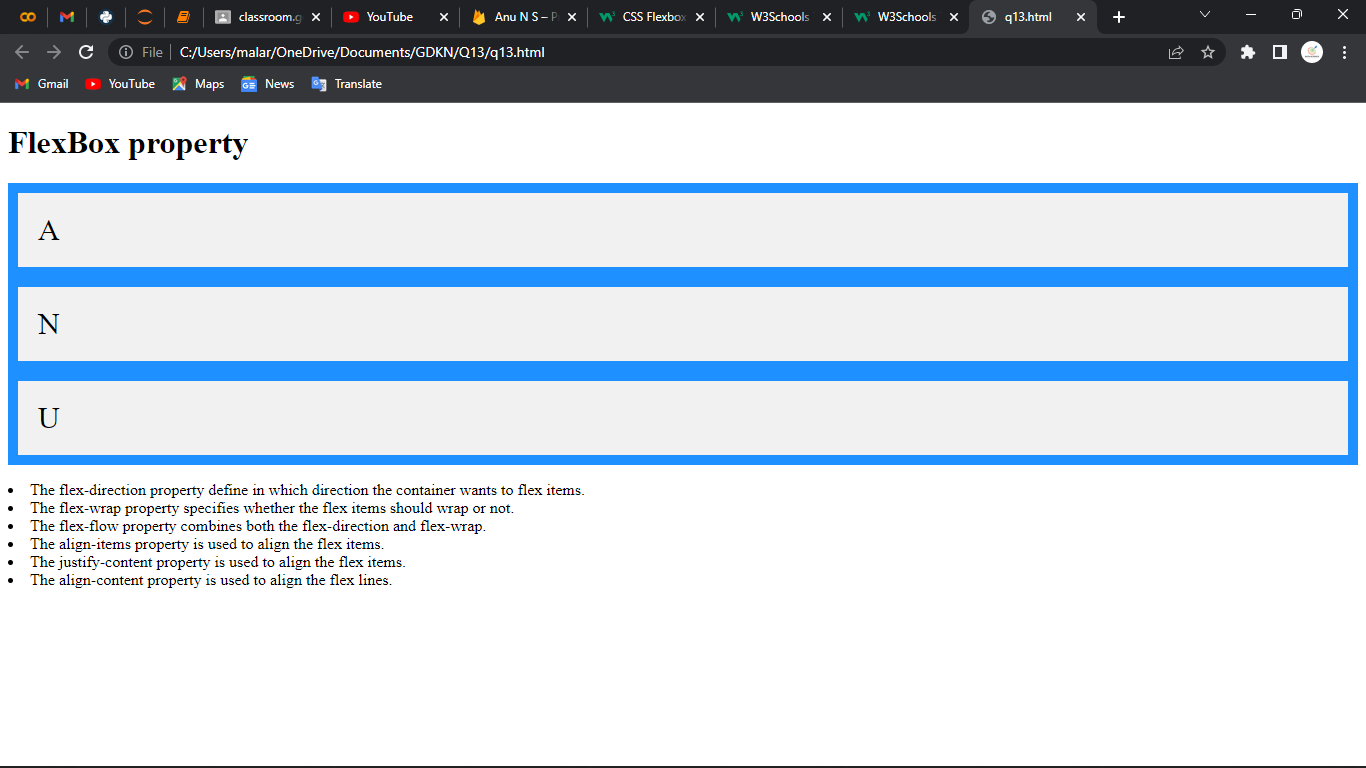 classroom.g
YouTube
Anu N S – P
CSS Flexbox
W3Schools
W3Schools
q13.html
File
C:/Users/malar/OneDrive/Documents/GDKN/Q13/q13.html
Gmail
YouTube
Maps
News
Translate
FlexBox property
A
N
U
• The flex-direction property define in which direction the container wants to flex items.
• The flex-wrap property specifies whether the flex items should wrap or not.
• The flex-flow property combines both the flex-direction and flex-wrap.
• The align-items property is used to align the flex items.
• The justify-content property is used to align the flex items.
• The align-content property is used to align the flex lines.